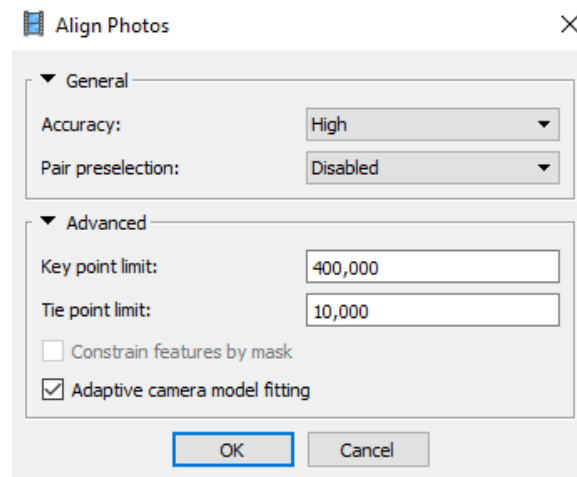 Align Photos
General
Accuracy: High
Pair preselection: Disabled
Advanced
Key point limit: 400,000
Tie point limit: 10,000
Constrain features by mask
Adaptive camera model fitting
OK Cancel